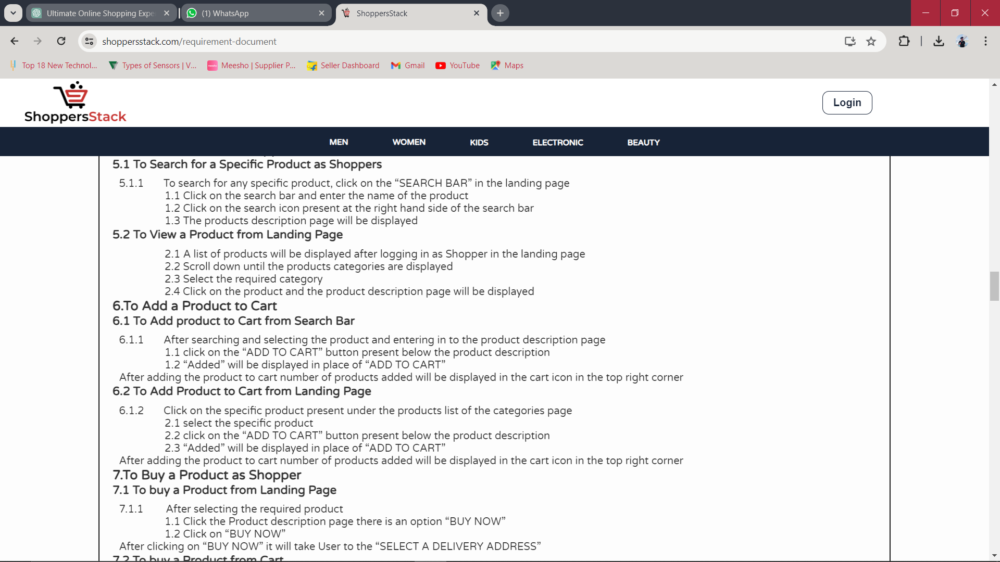 Ultimate Online Shopping Expe
(1) WhatsApp
ShoppersStack
shoppersstack.com/requirement-document
Top 18 New Technol...
Types of Sensors | V...
Meesho | Supplier P...
Seller Dashboard
Gmail
YouTube
Maps
ShoppersStack
Login
MEN
WOMEN
KIDS
ELECTRONIC
BEAUTY
5.1 To Search for a Specific Product as Shoppers
5.1.1 To search for any specific product, click on the “SEARCH BAR” in the landing page
1.1 Click on the search bar and enter the name of the product
1.2 Click on the search icon present at the right hand side of the search bar
1.3 The products description page will be displayed
5.2 To View a Product from Landing Page
2.1 A list of products will be displayed after logging in as Shopper in the landing page
2.2 Scroll down until the products categories are displayed
2.3 Select the required category
2.4 Click on the product and the product description page will be displayed
6.To Add a Product to Cart
6.1 To Add product to Cart from Search Bar
6.1.1 After searching and selecting the product and entering in to the product description page
1.1 click on the “ADD TO CART” button present below the product description
1.2 “Added” will be displayed in place of “ADD TO CART”
After adding the product to cart number of products added will be displayed in the cart icon in the top right corner
6.2 To Add Product to Cart from Landing Page
6.1.2 Click on the specific product present under the products list of the categories page
2.1 select the specific product
2.2 click on the “ADD TO CART” button present below the product description
2.3 “Added” will be displayed in place of “ADD TO CART”
After adding the product to cart number of products added will be displayed in the cart icon in the top right corner
7.To Buy a Product as Shopper
7.1 To buy a Product from Landing Page
7.1.1 After selecting the required product
1.1 Click the Product description page there is an option “BUY NOW”
1.2 Click on “BUY NOW”
After clicking on “BUY NOW” it will take User to the “SELECT A DELIVERY ADDRESS”
7.2 To buy a Product from Cart